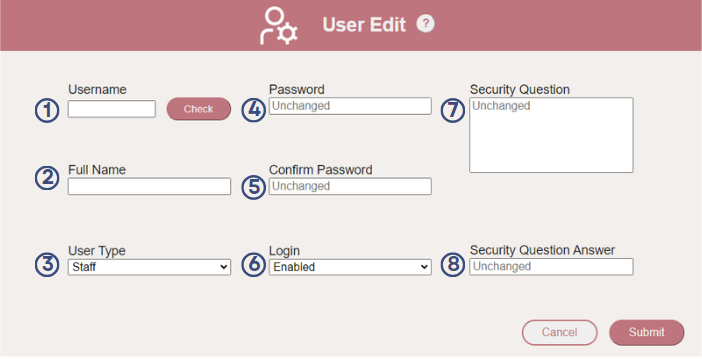 User Edit ?
Username
1
Check
Password
4 Unchanged
Security Question
7 Unchanged
2 Full Name
Confirm Password
5 Unchanged
User Type
3 Staff
Login
6 Enabled
Security Question Answer
8 Unchanged
Cancel
Submit